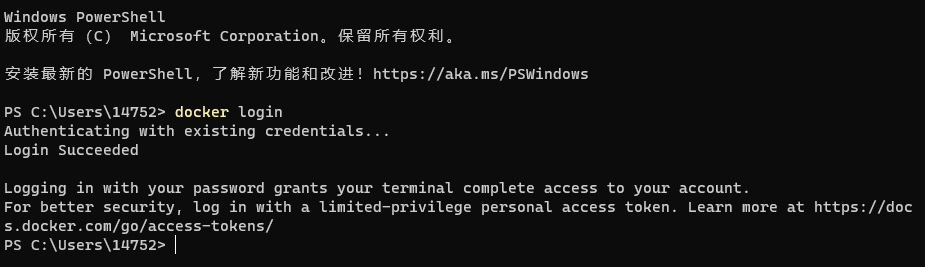 Windows PowerShell
版权所有 (C)  Microsoft Corporation。保留所有权利。
安装最新的 PowerShell，了解新功能和改进！https://aka.ms/PSWindows
PS C:\Users\14752> docker login
Authenticating with existing credentials...
Login Succeeded
Logging in with your password grants your terminal complete access to your account.
For better security, log in with a limited-privilege personal access token. Learn more at https://doc
s.docker.com/go/access-tokens/
PS C:\Users\14752>